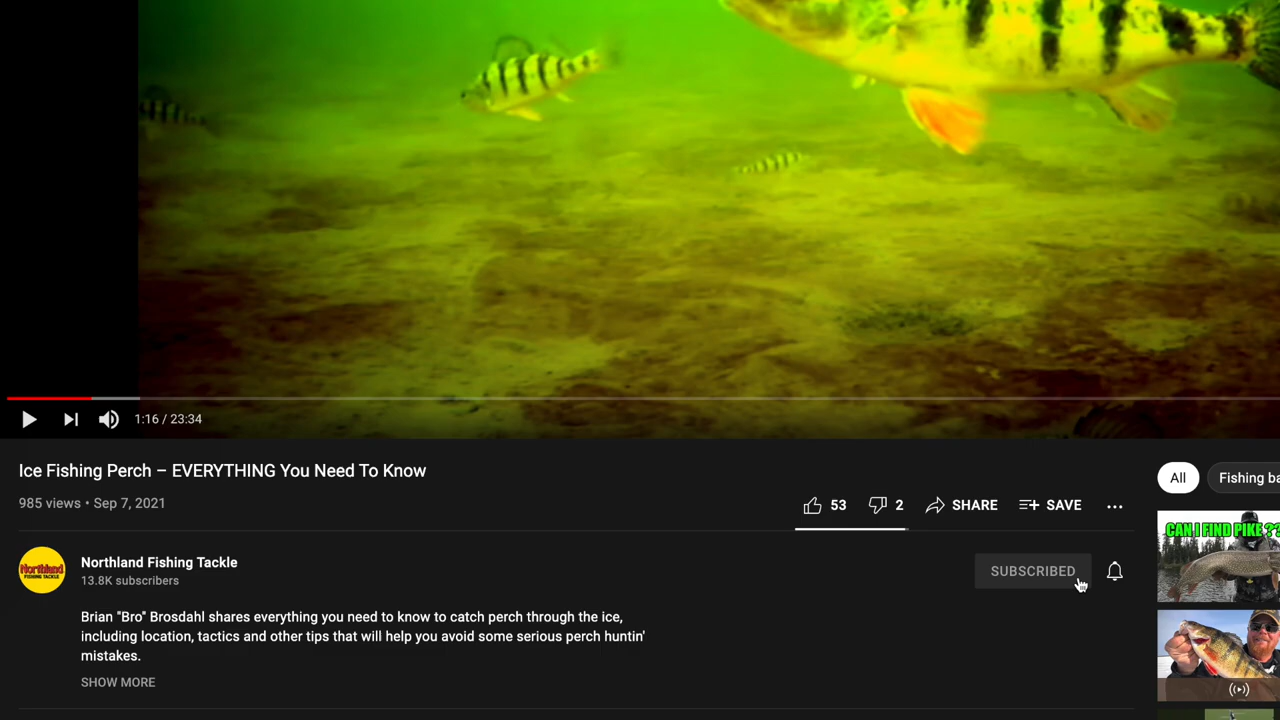 1:16 / 23:34
Ice Fishing Perch – EVERYTHING You Need To Know
985 views • Sep 7, 2021
53
2
SHARE
SAVE
All
Fishing ba
CAN I FIND PIKE ??
Northland Fishing Tackle
13.8K subscribers
SUBSCRIBED
Northland
FISHING TACKLE
Brian "Bro" Brosdahl shares everything you need to know to catch perch through the ice,
including location, tactics and other tips that will help you avoid some serious perch huntin'
mistakes.
SHOW MORE